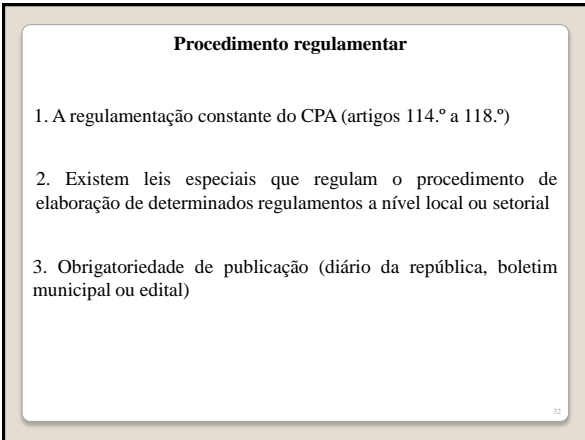 Procedimento regulamentar
1. A regulamentação constante do CPA (artigos 114.º a 118.º)
2. Existem leis especiais que regulam o procedimento de
elaboração de determinados regulamentos a nível local ou setorial
3. Obrigatoriedade de publicação (diário da república, boletim
municipal ou edital)
32